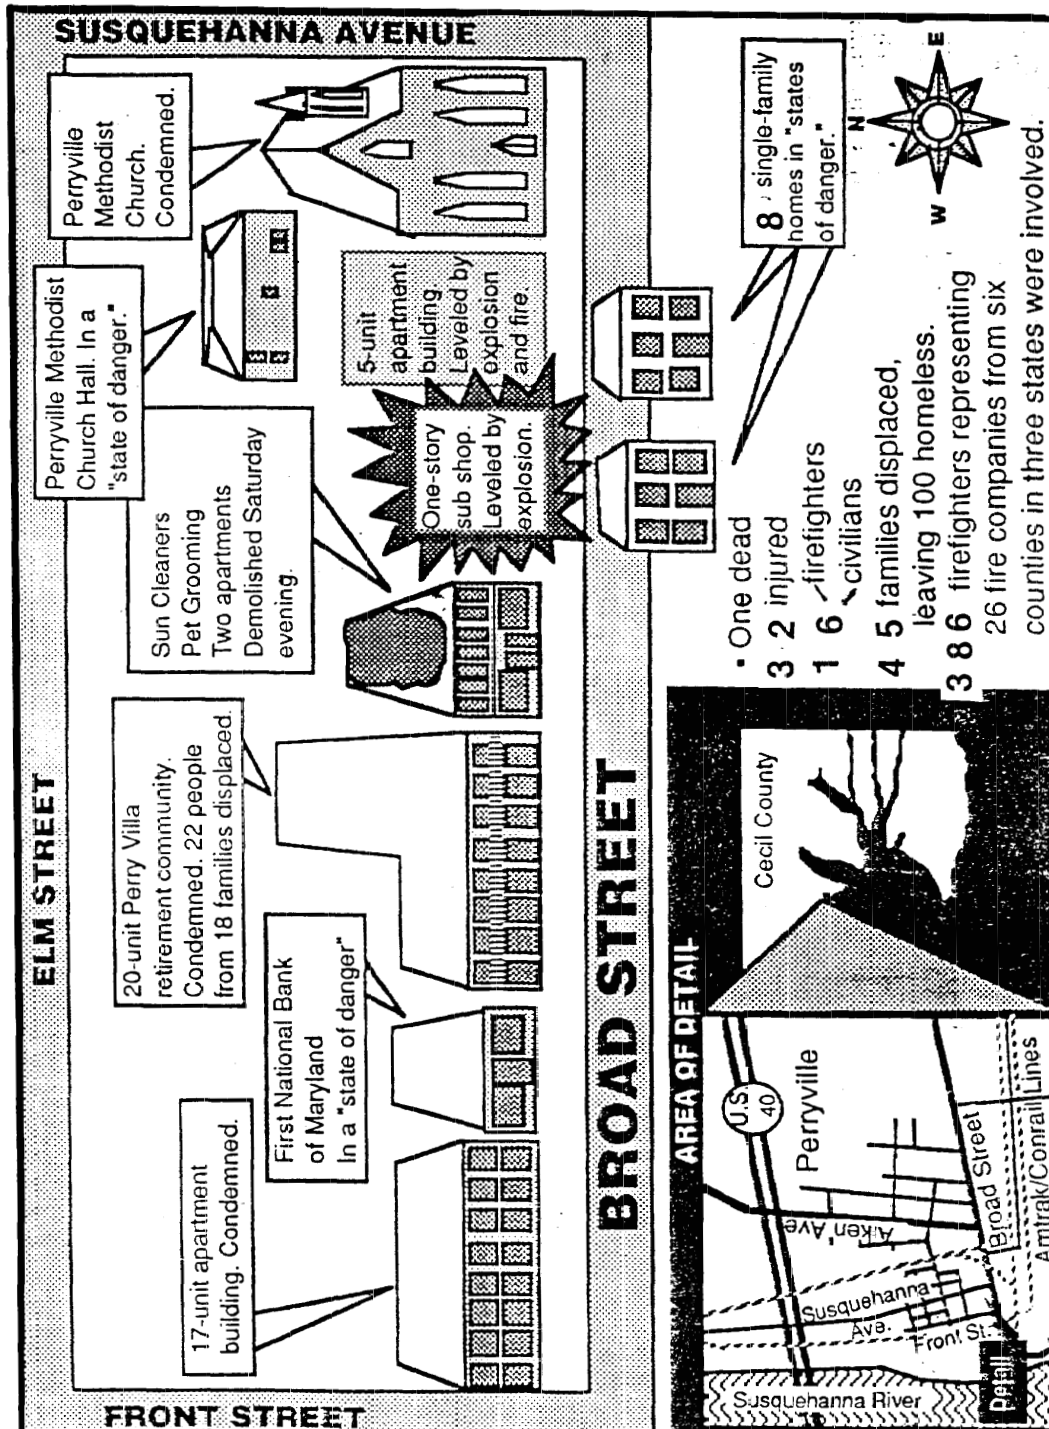 SUSQUEHANNA AVENUE
ELM STREET
FRONT STREET
BROAD STREET
Perryville
Methodist
Church.
Condemned.
Perryville Methodist
Church Hall. In a
"state of danger."
Sun Cleaners
Pet Grooming
Two apartments
Demolished Saturday
evening.
20-unit Perry Villa
retirement community.
Condemned. 22 people
from 18 families displaced.
First National Bank
of Maryland
In a "state of danger"
17-unit apartment
building. Condemned.
5-unit
apartment
building
Leveled by
explosion
and fire.
One-story
sub shop.
Leveled by
explosion.
8 single-family
homes in "states
of danger."
N
E
W
• One dead
3 2 injured
1 6 firefighters
civilians
4 5 families displaced,
leaving 100 homeless.
3 8 6 firefighters representing
26 fire companies from six
counties in three states were involved.
AREA OF DETAIL
Cecil County
U.S.
40
Perryville
Aiken Ave
Susquehanna
Ave.
Front St.
Broad Street
Amtrak/Conrail Lines
Susquehanna River